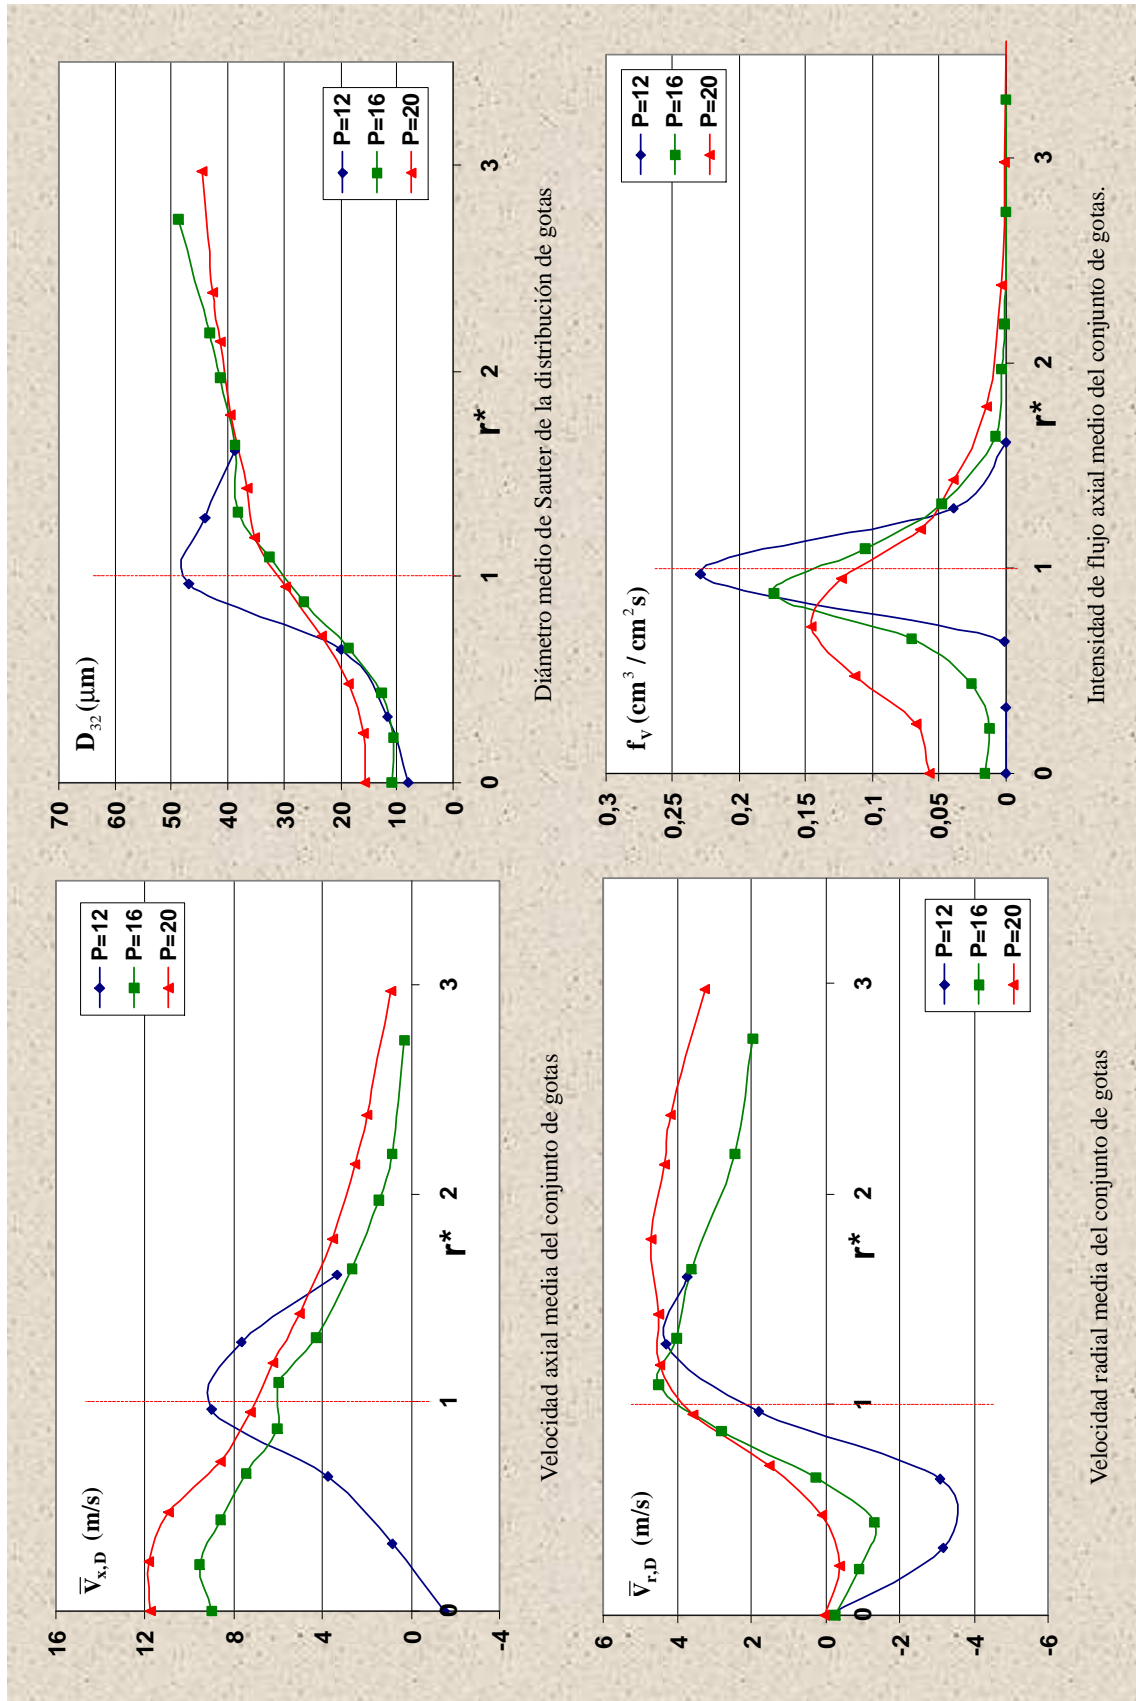 V̅x,D (m/s)
16
12
8
4
0
-4
0
1
2
3
r*
P=12
P=16
P=20
Velocidad axial media del conjunto de gotas
D32 (μm)
70
60
50
40
30
20
10
0
0
1
2
3
r*
P=12
P=16
P=20
Diámetro medio de Sauter de la distribución de gotas
V̅r,D (m/s)
6
4
2
0
-2
-4
-6
0
1
2
3
r*
P=12
P=16
P=20
Velocidad radial media del conjunto de gotas
fV (cm3 / cm2s)
0,3
0,25
0,2
0,15
0,1
0,05
0
0
1
2
3
r*
P=12
P=16
P=20
Intensidad de flujo axial medio del conjunto de gotas.